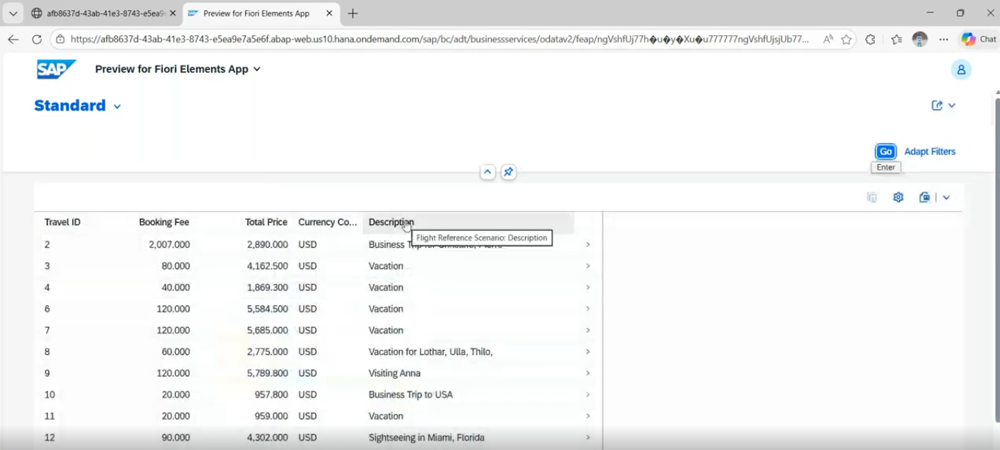 afb8637d-43ab-41e3-8743-e5ea9
Preview for Fiori Elements App
https://afb8637d-43ab-41e3-8743-e5ea9e7a5e6f.abap-web.us10.hana.ondemand.com/sap/bc/adt/businessservices/odatav2/feap/ngVshfUj77h�u�y�Xu�u777777ngVshfUjsjUb77...
Chat
SAP Preview for Fiori Elements App
Standard
Go Adapt Filters
Enter
Travel ID Booking Fee Total Price Currency Co... Description
Flight Reference Scenario: Description
2 2,007.000 2,890.000 USD Business
3 80.000 4,162.500 USD Vacation
4 40.000 1,869.300 USD Vacation
6 120.000 5,584.500 USD Vacation
7 120.000 5,685.000 USD Vacation
8 60.000 2,775.000 USD Vacation for Lothar, Ulla, Thilo,
9 120.000 5,789.800 USD Visiting Anna
10 20.000 957.800 USD Business Trip to USA
11 20.000 959.000 USD Vacation
12 90.000 4,302.000 USD Sightseeing in Miami, Florida